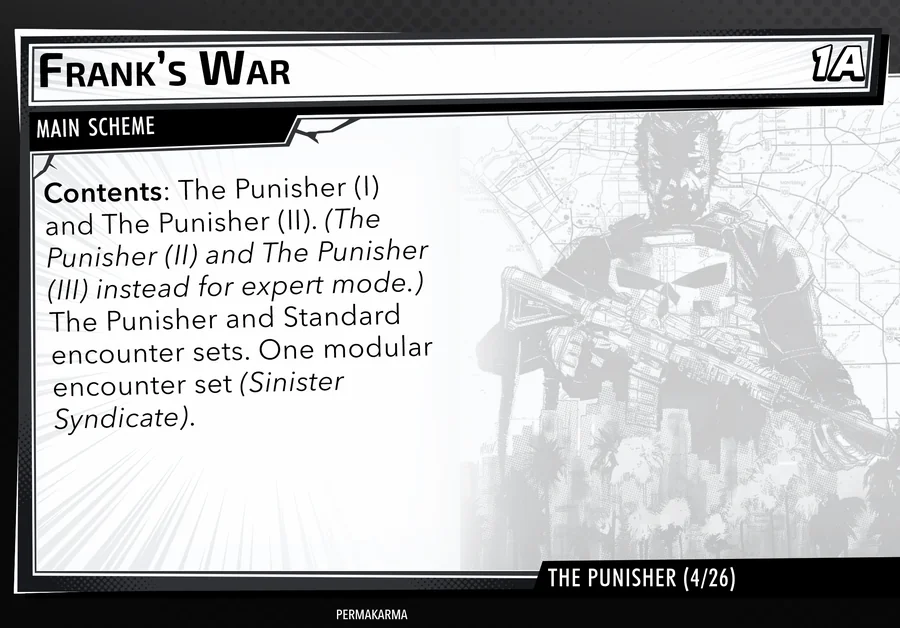 Frank's War
1A
MAIN SCHEME
Contents: The Punisher (I)
and The Punisher (II). (The
Punisher (II) and The Punisher
(III) instead for expert mode.)
The Punisher and Standard
encounter sets. One modular
encounter set (Sinister
Syndicate).
THE PUNISHER (4/26)
PERMAKARMA